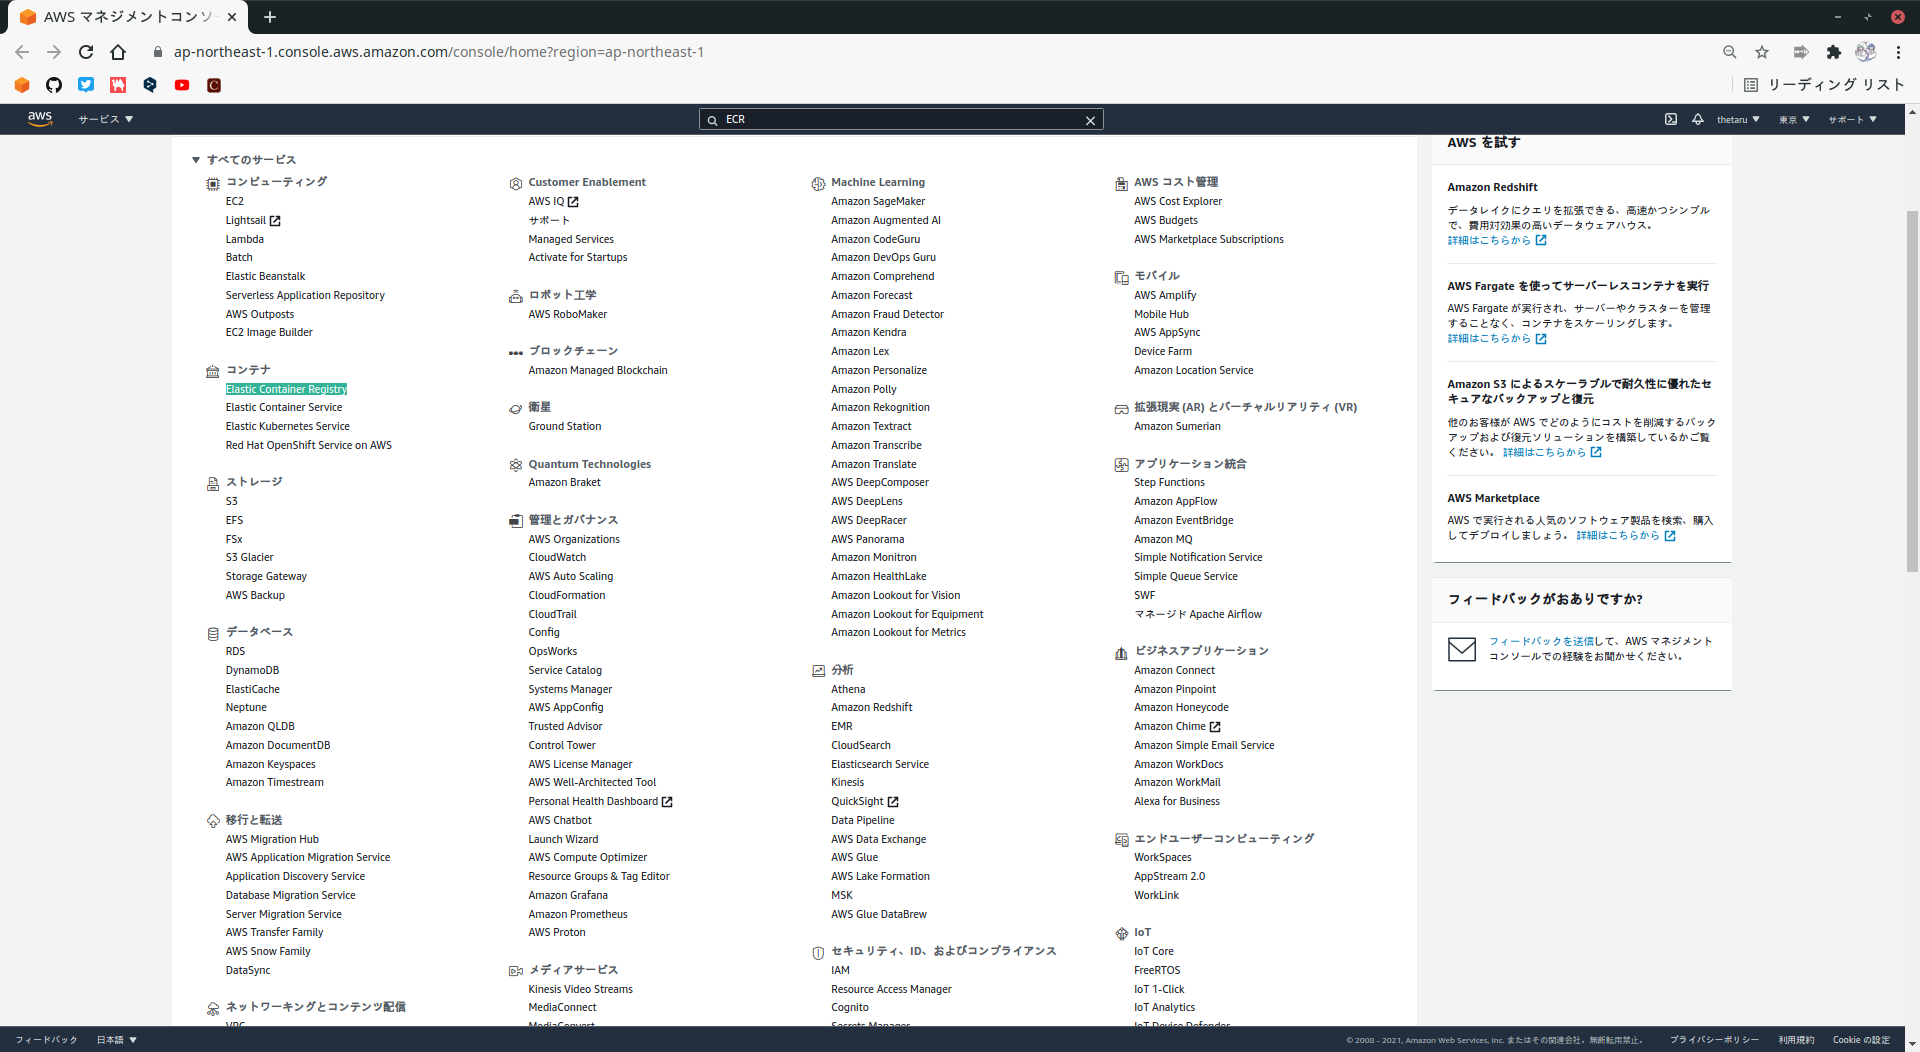 AWS マネジメントコンソ
ap-northeast-1.console.aws.amazon.com/console/home?region=ap-northeast-1
リーディング リスト
aws
サービス
ECR
thetaru
東京
サポート
すべてのサービス
コンピューティング
EC2
Lightsail
Lambda
Batch
Elastic Beanstalk
Serverless Application Repository
AWS Outposts
EC2 Image Builder
コンテナ
Elastic Container Registry
Elastic Container Service
Elastic Kubernetes Service
Red Hat OpenShift Service on AWS
ストレージ
S3
EFS
FSx
S3 Glacier
Storage Gateway
AWS Backup
データベース
RDS
DynamoDB
ElastiCache
Neptune
Amazon QLDB
Amazon DocumentDB
Amazon Keyspaces
Amazon Timestream
移行と転送
AWS Migration Hub
AWS Application Migration Service
Application Discovery Service
Database Migration Service
Server Migration Service
AWS Transfer Family
AWS Snow Family
DataSync
ネットワーキングとコンテンツ配信
VPC
Customer Enablement
AWS IQ
サポート
Managed Services
Activate for Startups
ロボット工学
AWS RoboMaker
ブロックチェーン
Amazon Managed Blockchain
衛星
Ground Station
Quantum Technologies
Amazon Braket
管理とガバナンス
AWS Organizations
CloudWatch
AWS Auto Scaling
CloudFormation
CloudTrail
Config
OpsWorks
Service Catalog
Systems Manager
AWS AppConfig
Trusted Advisor
Control Tower
AWS License Manager
AWS Well-Architected Tool
Personal Health Dashboard
AWS Chatbot
Launch Wizard
AWS Compute Optimizer
Resource Groups & Tag Editor
Amazon Grafana
Amazon Prometheus
AWS Proton
メディアサービス
Kinesis Video Streams
MediaConnect
MediaConvert
Machine Learning
Amazon SageMaker
Amazon Augmented AI
Amazon CodeGuru
Amazon DevOps Guru
Amazon Comprehend
Amazon Forecast
Amazon Fraud Detector
Amazon Kendra
Amazon Lex
Amazon Personalize
Amazon Polly
Amazon Rekognition
Amazon Textract
Amazon Transcribe
Amazon Translate
AWS DeepComposer
AWS DeepLens
AWS DeepRacer
AWS Panorama
Amazon Monitron
Amazon HealthLake
Amazon Lookout for Vision
Amazon Lookout for Equipment
Amazon Lookout for Metrics
分析
Athena
Amazon Redshift
EMR
CloudSearch
Elasticsearch Service
Kinesis
QuickSight
Data Pipeline
AWS Data Exchange
AWS Glue
AWS Lake Formation
MSK
AWS Glue DataBrew
セキュリティ、ID、およびコンプライアンス
IAM
Resource Access Manager
Cognito
Secrets Manager
AWS コスト管理
AWS Cost Explorer
AWS Budgets
AWS Marketplace Subscriptions
モバイル
AWS Amplify
Mobile Hub
AWS AppSync
Device Farm
Amazon Location Service
拡張現実 (AR) とバーチャルリアリティ (VR)
Amazon Sumerian
アプリケーション統合
Step Functions
Amazon AppFlow
Amazon EventBridge
Amazon MQ
Simple Notification Service
Simple Queue Service
SWF
マネージド Apache Airflow
ビジネスアプリケーション
Amazon Connect
Amazon Pinpoint
Amazon Honeycode
Amazon Chime
Amazon Simple Email Service
Amazon WorkDocs
Amazon WorkMail
Alexa for Business
エンドユーザーコンピューティング
WorkSpaces
AppStream 2.0
WorkLink
IoT
IoT Core
FreeRTOS
IoT 1-Click
IoT Analytics
IoT Device Defender
AWS を試す
Amazon Redshift
データレイクにクエリを拡張できる、高速かつシンプル
で、費用対効果の高いデータウェアハウス。
詳細はこちらから
AWS Fargate を使ってサーバーレスコンテナを実行
AWS Fargate が実行され、サーバーやクラスターを管理
することなく、コンテナをスケーリングします。
詳細はこちらから
Amazon S3 によるスケーラブルで耐久性に優れたセ
キュアなバックアップと復元
他のお客様が AWS でどのようにコストを削減するバック
アップおよび復元ソリューションを構築しているかご覧
ください。 詳細はこちらから
AWS Marketplace
AWS で実行される人気のソフトウェア製品を検索、購入
してデプロイしましょう。 詳細はこちらから
フィードバックがおありですか?
フィードバックを送信して、AWS マネジメント
コンソールでの経験をお聞かせください。
フィードバック
日本語
© 2008 - 2021, Amazon Web Services, Inc. またはその関連会社。無断転用禁止。
プライバシーポリシー
利用規約
Cookie の設定